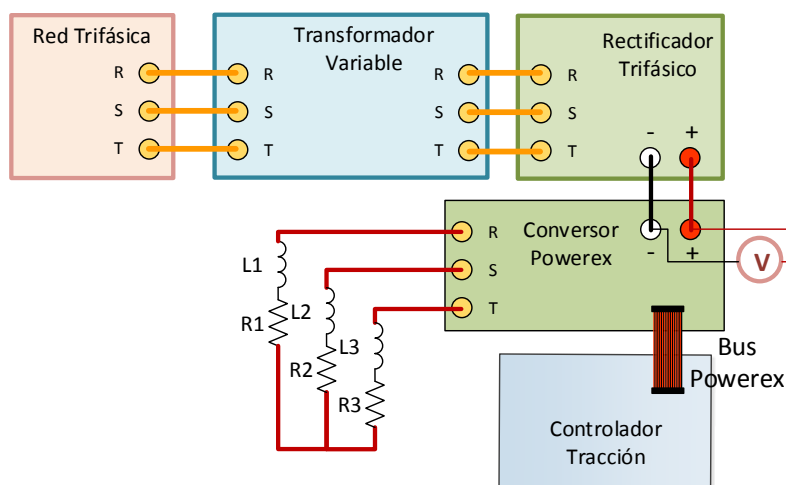 Red Trifásica
R
S
T
Transformador
Variable
R
S
T
R
S
T
Rectificador
Trifásico
R
S
T
- +
Conversor
Powerex
R
S
T
- +
V
L1
R1
L2
R2
L3
R3
Bus
Powerex
Controlador
Tracción